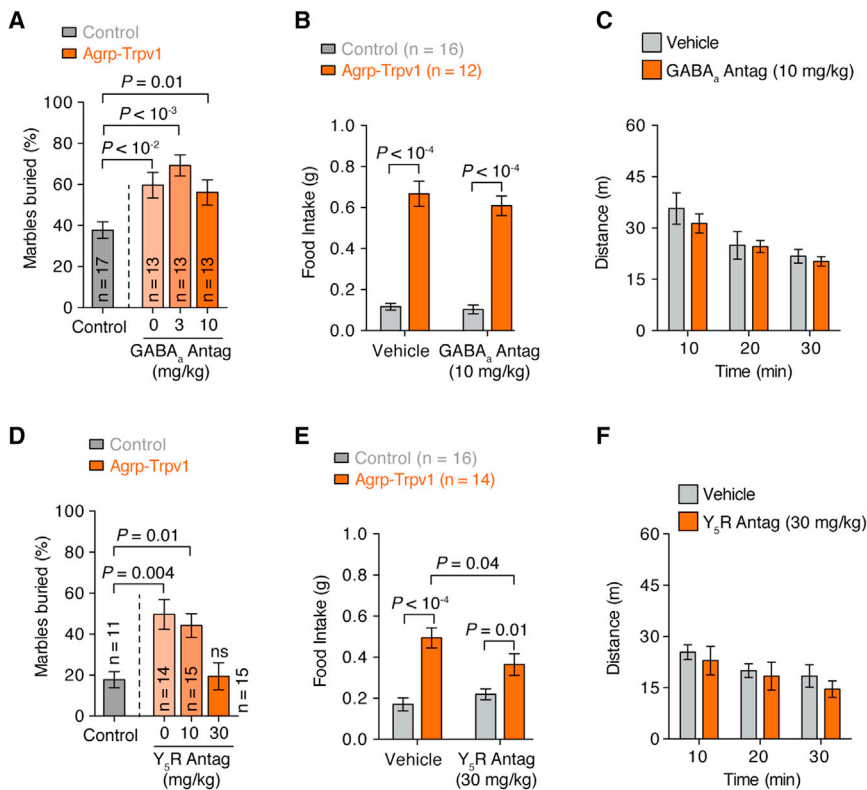 A
Control
Agrp-Trpv1
P = 0.01
P < 10-3
P < 10-2
Marbles buried (%)
100
80
60
40
20
0
n = 17
n = 13
n = 13
n = 13
Control
0 3 10
GABAa Antag
(mg/kg)
B
Control (n = 16)
Agrp-Trpv1 (n = 12)
Food Intake (g)
1.0
0.8
0.6
0.4
0.2
0.0
P < 10-4
P < 10-4
Vehicle
GABAa Antag
(10 mg/kg)
C
Vehicle
GABAa Antag (10 mg/kg)
Distance (m)
60
45
30
15
0
10 20 30
Time (min)
D
Control
Agrp-Trpv1
P = 0.01
P = 0.004
Marbles buried (%)
100
80
60
40
20
0
n = 11
n = 14
n = 15
ns
n = 15
Control
0 10 30
Y5R Antag
(mg/kg)
E
Control (n = 16)
Agrp-Trpv1 (n = 14)
Food Intake (g)
1.0
0.8
0.6
0.4
0.2
0.0
P = 0.04
P < 10-4
P = 0.01
Vehicle
Y5R Antag
(30 mg/kg)
F
Vehicle
Y5R Antag (30 mg/kg)
Distance (m)
60
45
30
15
0
10 20 30
Time (min)